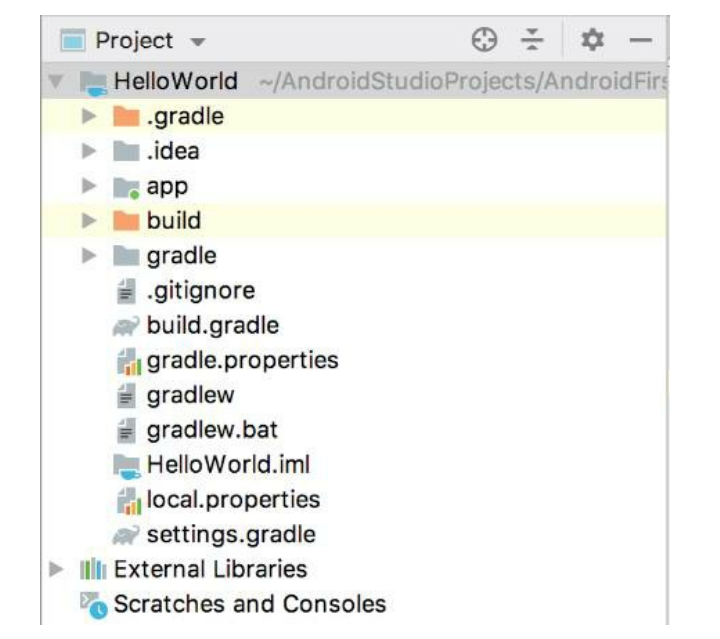 Project
HelloWorld ~/AndroidStudioProjects/AndroidFirs
.gradle
.idea
app
build
gradle
.gitignore
build.gradle
gradle.properties
gradlew
gradlew.bat
HelloWorld.iml
local.properties
settings.gradle
External Libraries
Scratches and Consoles